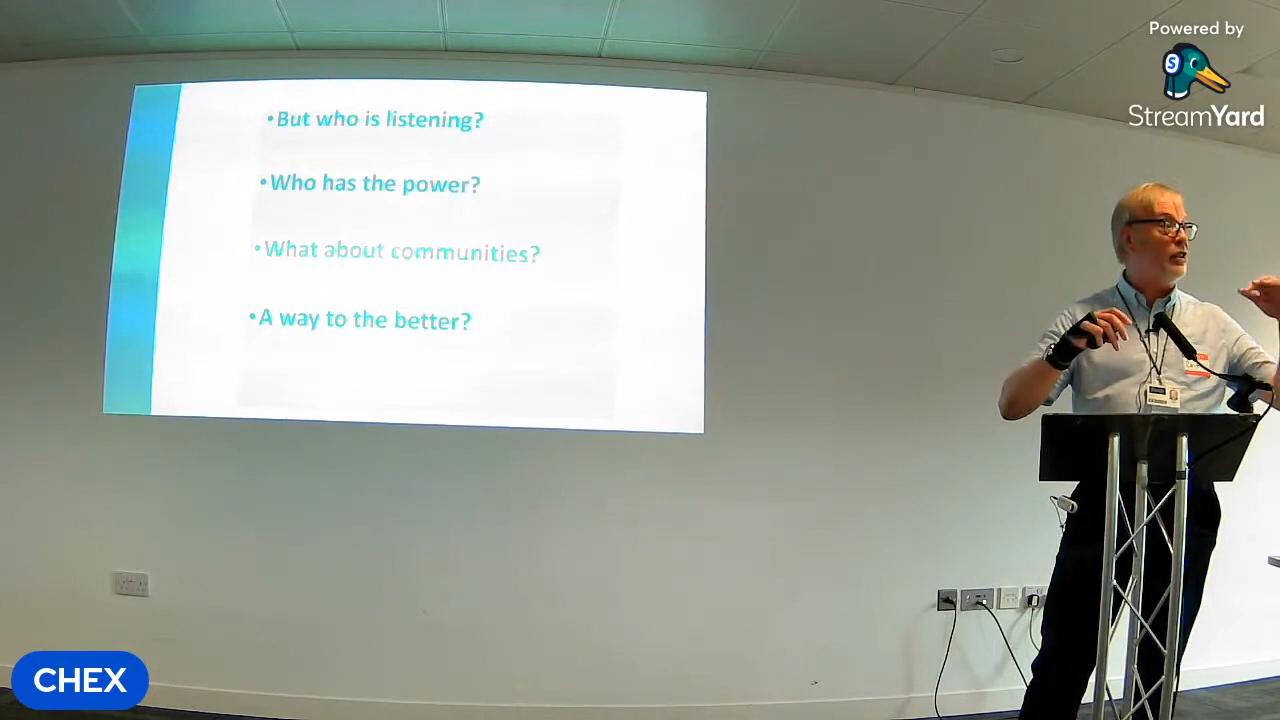 •But who is listening?
•Who has the power?
•What about communities?
•A way to the better?
Powered by
StreamYard
S
CHEX